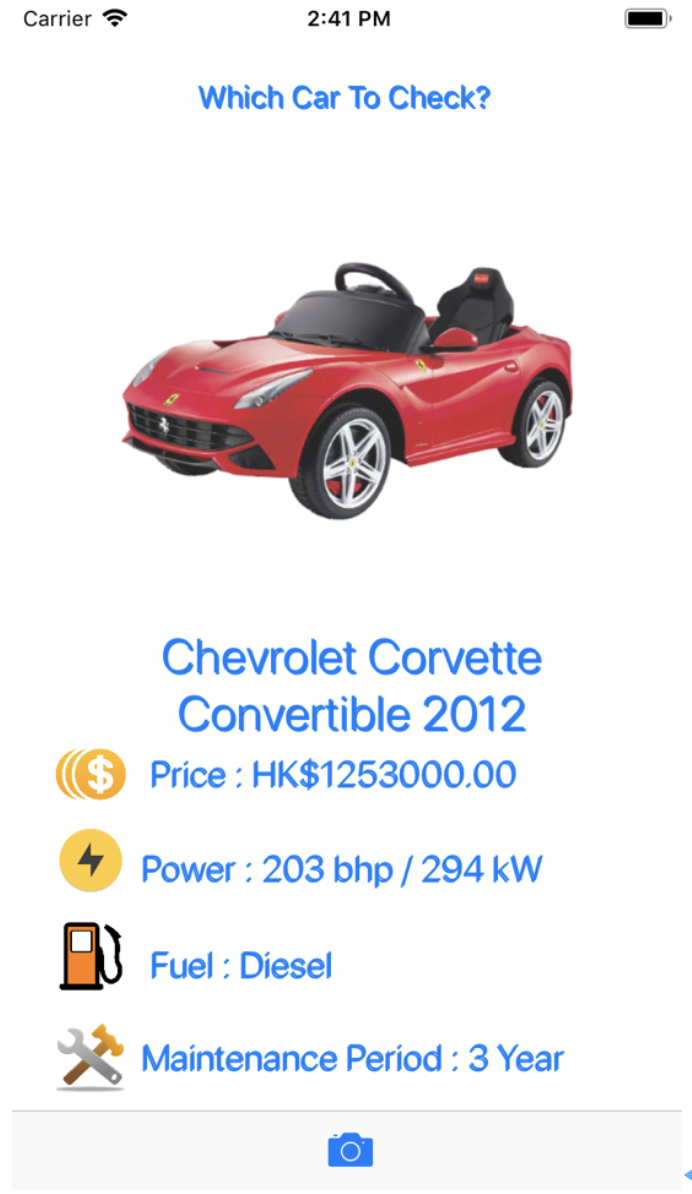 Carrier 2:41 PM
Which Car To Check?
Chevrolet Corvette
Convertible 2012
Price : HK$1253000.00
Power : 203 bhp / 294 kW
Fuel : Diesel
Maintenance Period : 3 Year